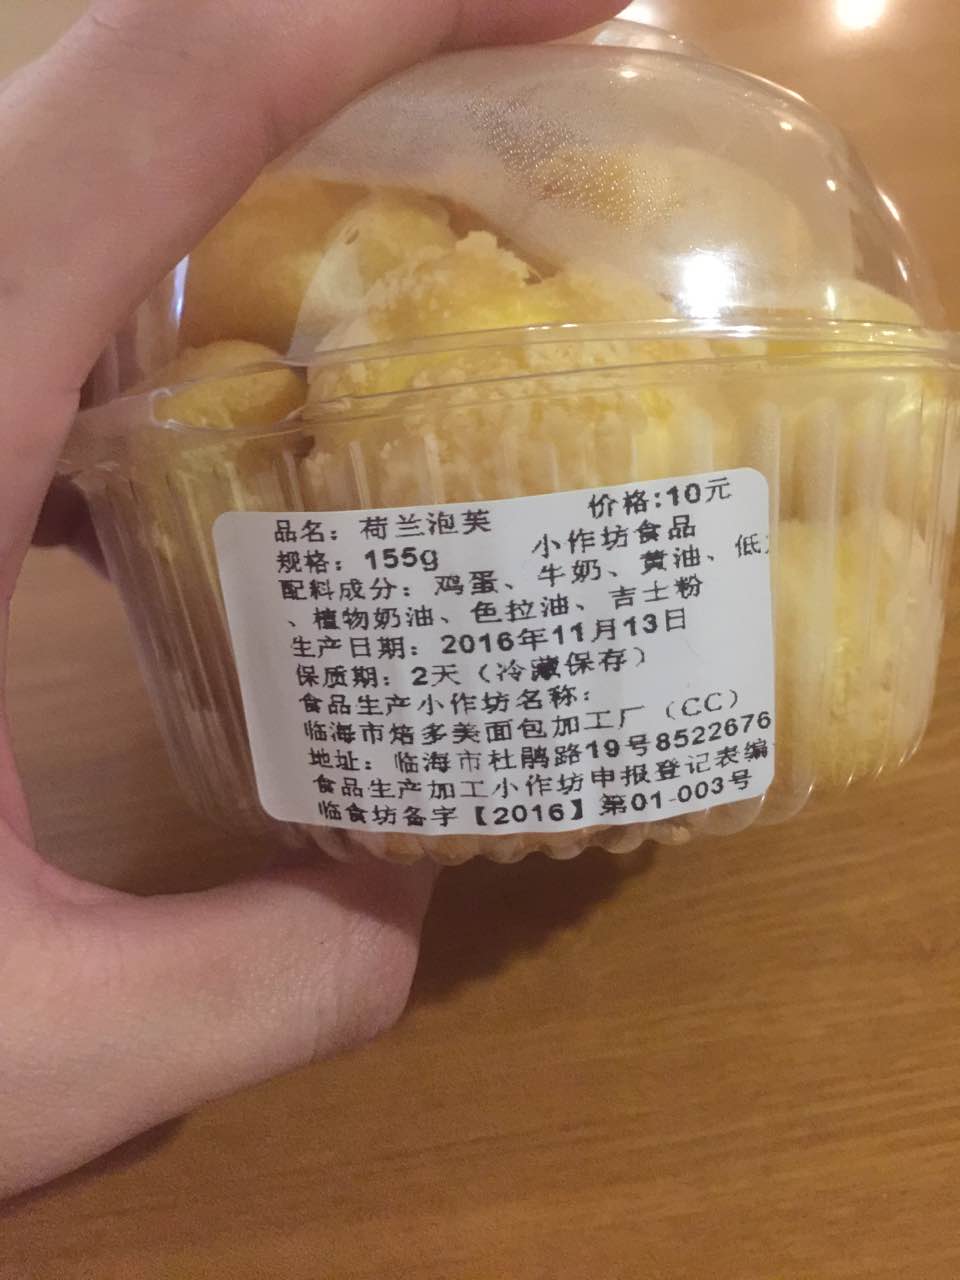 品名：荷兰泡芙 价格:10元
规格：155g 小作坊食品
配料成分：鸡蛋、牛奶、黄油、低
、植物奶油、色拉油、吉士粉
生产日期：2016年11月13日
保质期：2天（冷藏保存）
食品生产小作坊名称：
临海市焙多美面包加工厂（CC）
地址：临海市杜鹃路19号8522676
食品生产加工小作坊申报登记表编
临食坊备字【2016】第01-003号